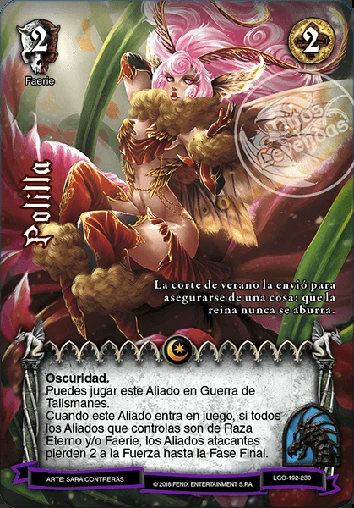 2
Faerie
2
Mitos
y
Leyendas
Polilla
La corte de verano la envió para
asegurarse de una cosa: que la
reina nunca se aburra.
Oscuridad.
Puedes jugar este Aliado en Guerra de
Talismanes.
Cuando este Aliado entra en juego, si todos
los Aliados que controlas son de Raza
Eterno y/o Faerie, los Aliados atacantes
pierden 2 a la Fuerza hasta la Fase Final.
ARTE: SARA CONTRERAS
© 2018 FENIX ENTERTAINMENT S.P.A.